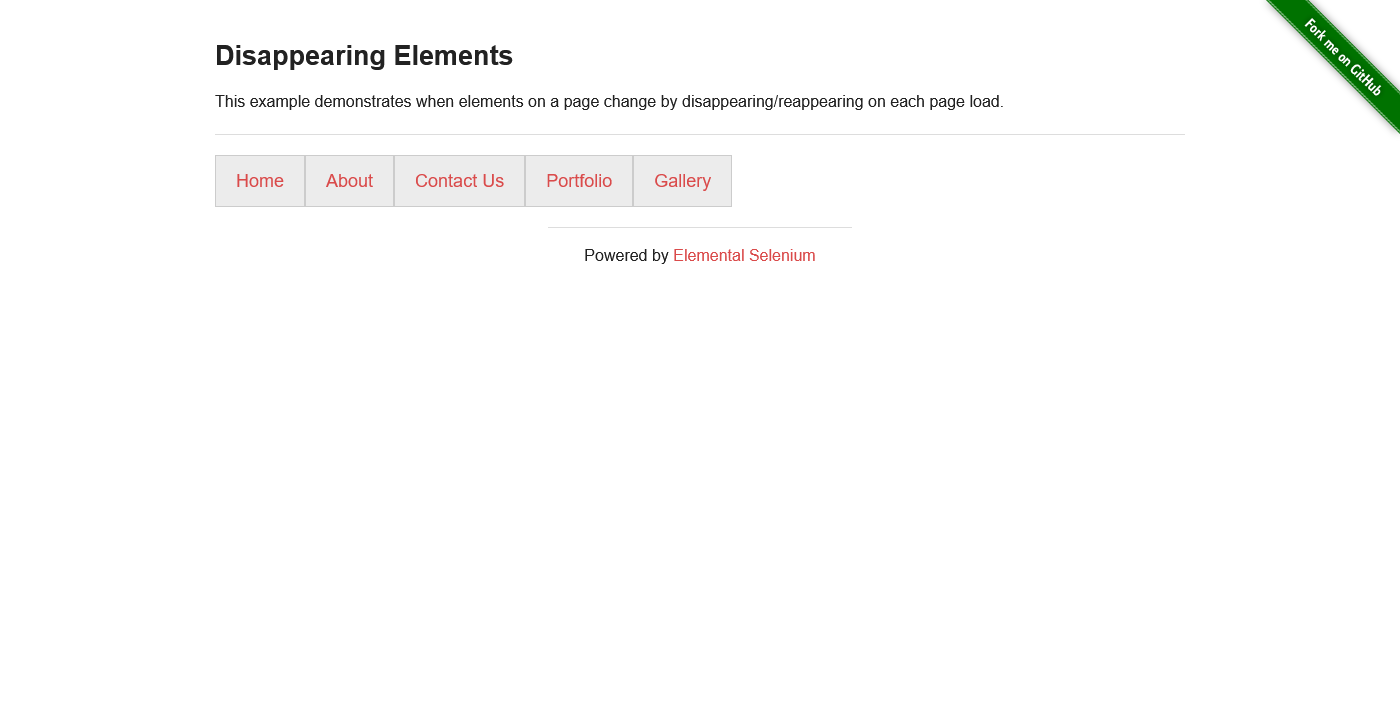 Disappearing Elements
This example demonstrates when elements on a page change by disappearing/reappearing on each page load.
Home About Contact Us Portfolio Gallery
Powered by Elemental Selenium
Fork me on GitHub